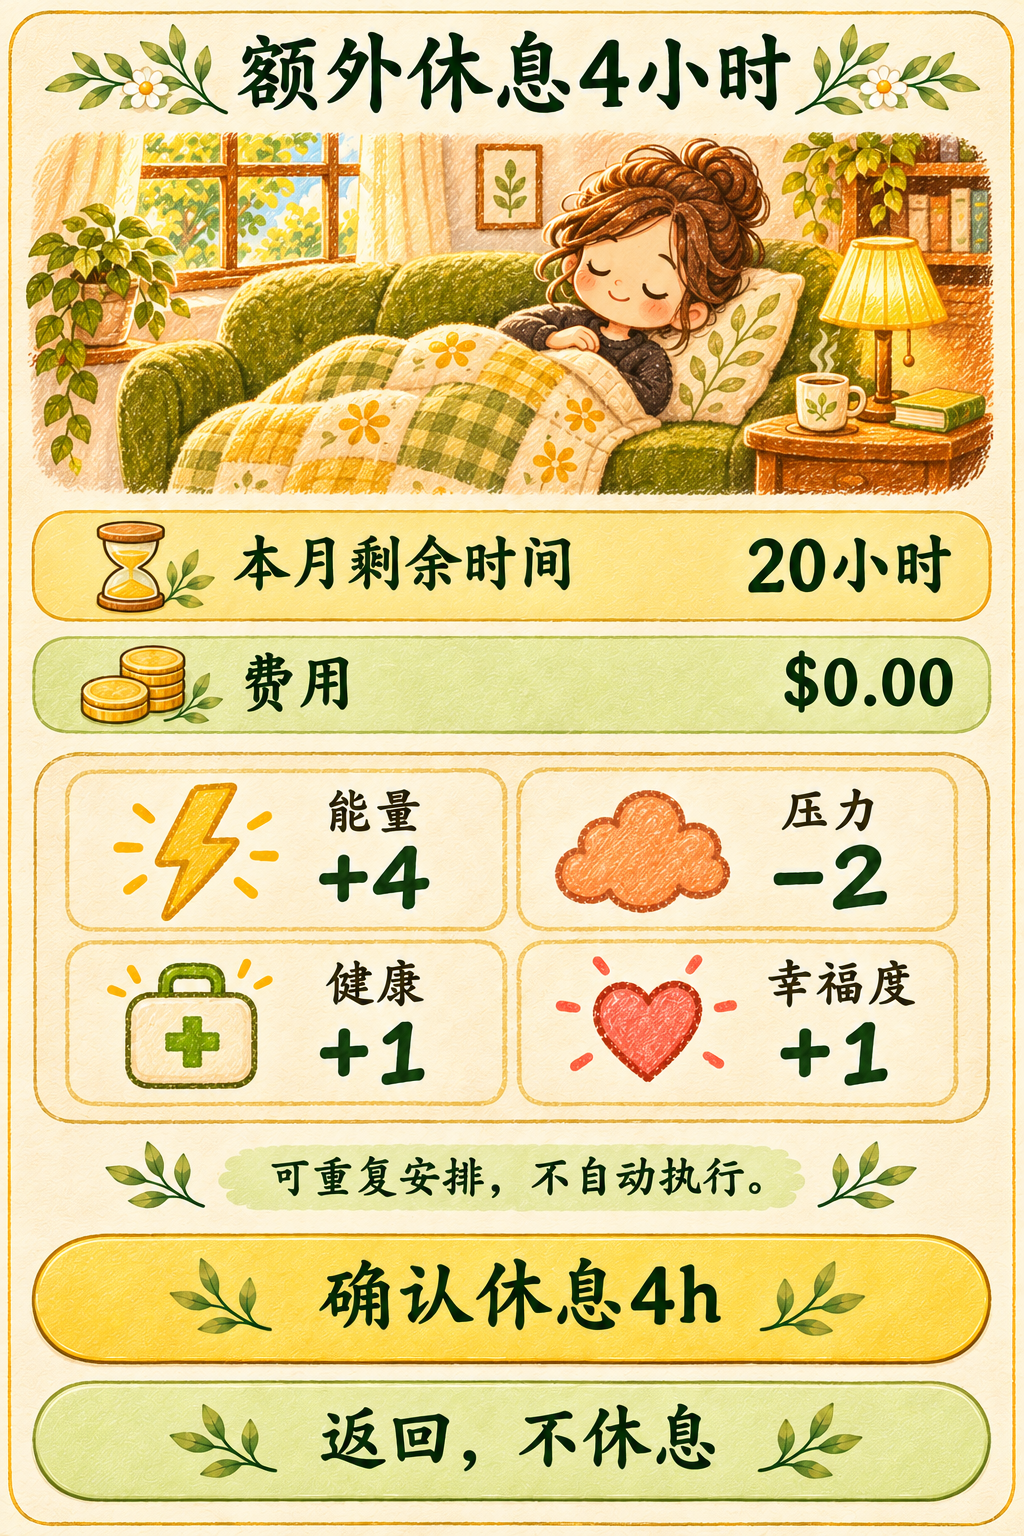 额外休息4小时
本月剩余时间 20小时
费用 $0.00
能量
+4
压力
-2
健康
+1
幸福度
+1
可重复安排，不自动执行。
确认休息4h
返回，不休息